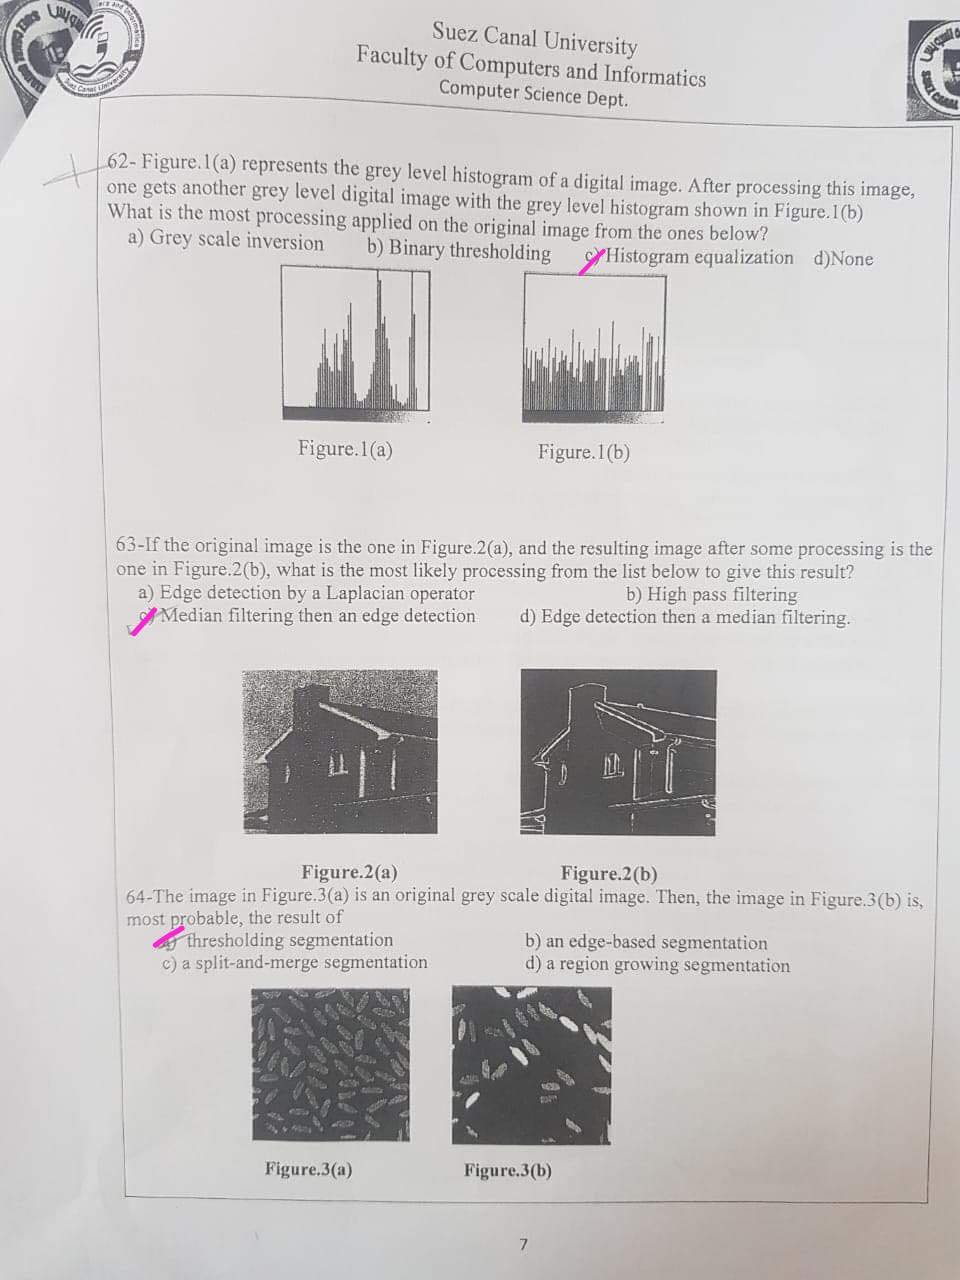 Suez Canal University
Faculty of Computers and Informatics
Computer Science Dept.
62- Figure.1(a) represents the grey level histogram of a digital image. After processing this image,
one gets another grey level digital image with the grey level histogram shown in Figure.1(b)
What is the most processing applied on the original image from the ones below?
a) Grey scale inversion b) Binary thresholding c) Histogram equalization d)None
Figure.1(a) Figure.1(b)
63-If the original image is the one in Figure.2(a), and the resulting image after some processing is the
one in Figure.2(b), what is the most likely processing from the list below to give this result?
a) Edge detection by a Laplacian operator b) High pass filtering
c) Median filtering then an edge detection d) Edge detection then a median filtering.
Figure.2(a) Figure.2(b)
64-The image in Figure.3(a) is an original grey scale digital image. Then, the image in Figure.3(b) is,
most probable, the result of
a) thresholding segmentation b) an edge-based segmentation
c) a split-and-merge segmentation d) a region growing segmentation
Figure.3(a) Figure.3(b)
7